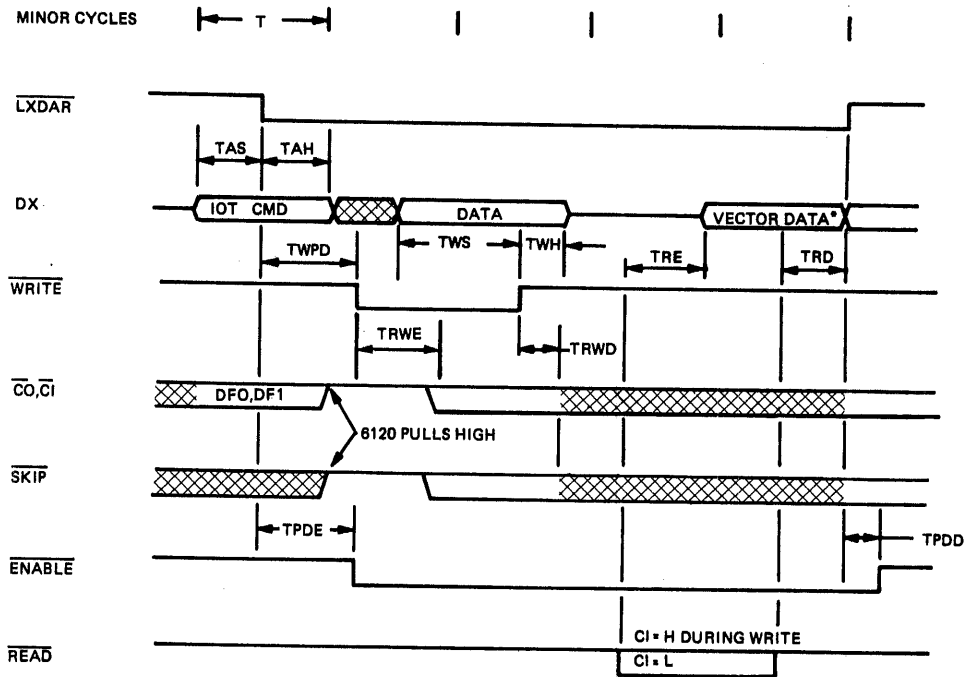 MINOR CYCLES
T
LXDAR
TAS
TAH
DX
IOT CMD
DATA
VECTOR DATA*
TWPD
TWS
TWH
TRE
TRD
WRITE
TRWE
TRWD
CO,CI
DFO,DF1
6120 PULLS HIGH
SKIP
TPDE
TPDD
ENABLE
CI = H DURING WRITE
READ
CI = L